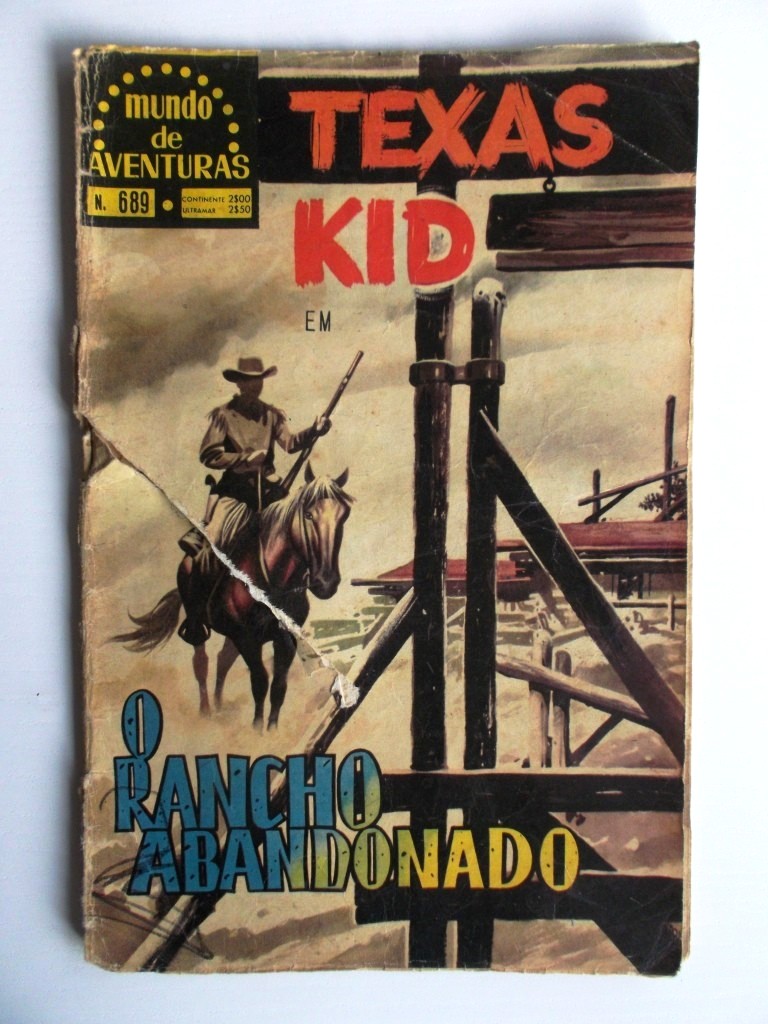 mundo
de
AVENTURAS
N. 689
CONTINENTE 2$00
ULTRAMAR 2$50
TEXAS
KID
EM
O
RANCHO
ABANDONADO